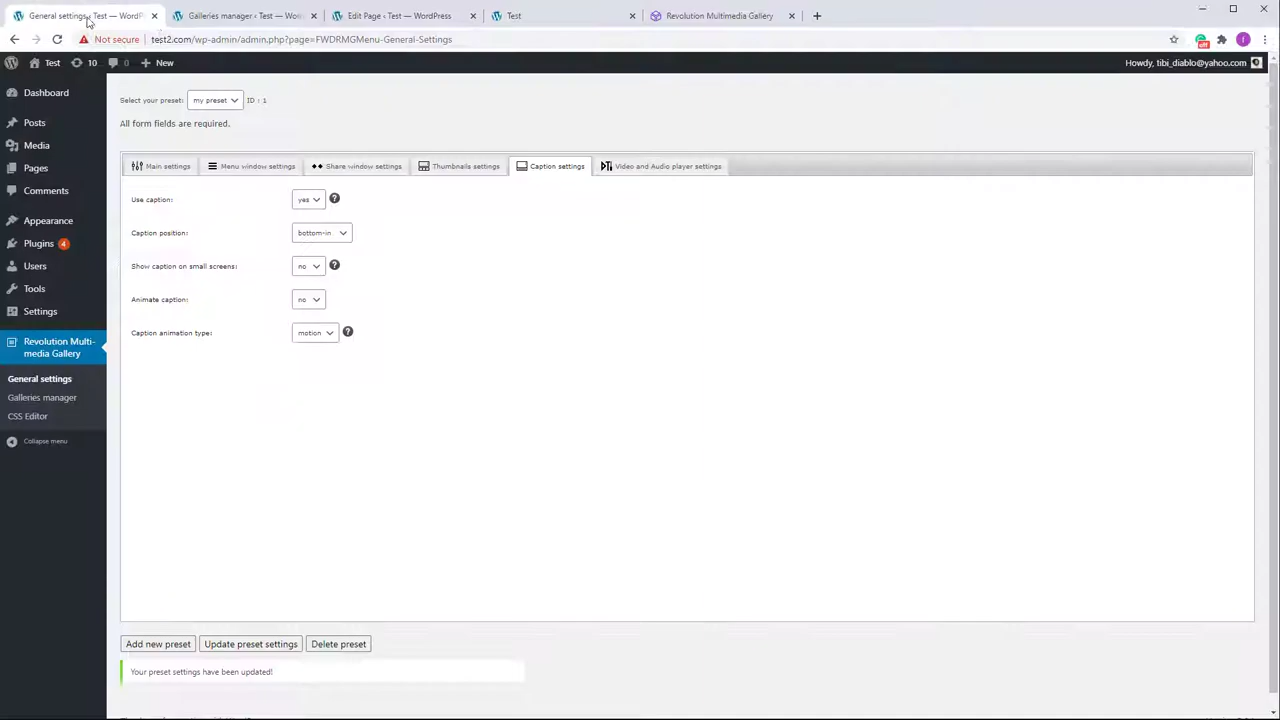 General settings ‹ Test — WordP
Galleries manager ‹ Test — Wor
Edit Page ‹ Test — WordPress
Test
Revolution Multimedia Gallery
Not secure
test2.com/wp-admin/admin.php?page=FWDRMGMenu-General-Settings
off
f
Test
10
0
New
Howdy, tibi_diablo@yahoo.com
Dashboard
Posts
Media
Pages
Comments
Appearance
Plugins 4
Users
Tools
Settings
Revolution Multi-
media Gallery
General settings
Galleries manager
CSS Editor
Collapse menu
Select your preset: my preset ID : 1
All form fields are required.
Main settings
Menu window settings
Share window settings
Thumbnails settings
Caption settings
Video and Audio player settings
Use caption: yes ?
Caption position: bottom-in
Show caption on small screens: no ?
Animate caption: no
Caption animation type: motion ?
Add new preset
Update preset settings
Delete preset
Your preset settings have been updated!